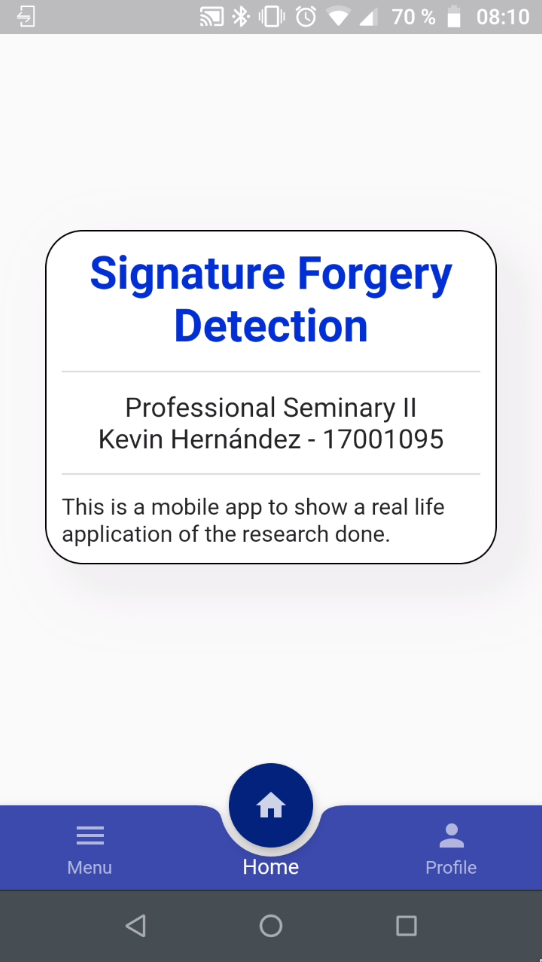 70 % 08:10
Signature Forgery
Detection
Professional Seminary II
Kevin Hernández - 17001095
This is a mobile app to show a real life
application of the research done.
Menu Home Profile